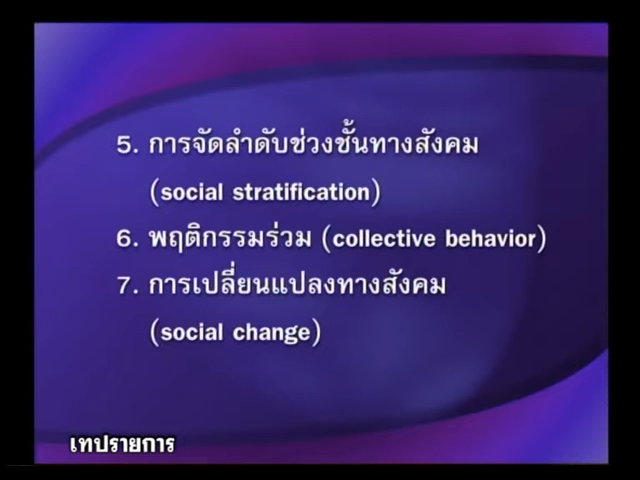 5. การจัดลำดับช่วงชั้นทางสังคม
(social stratification)
6. พฤติกรรมร่วม (collective behavior)
7. การเปลี่ยนแปลงทางสังคม
(social change)
เทปรายการ